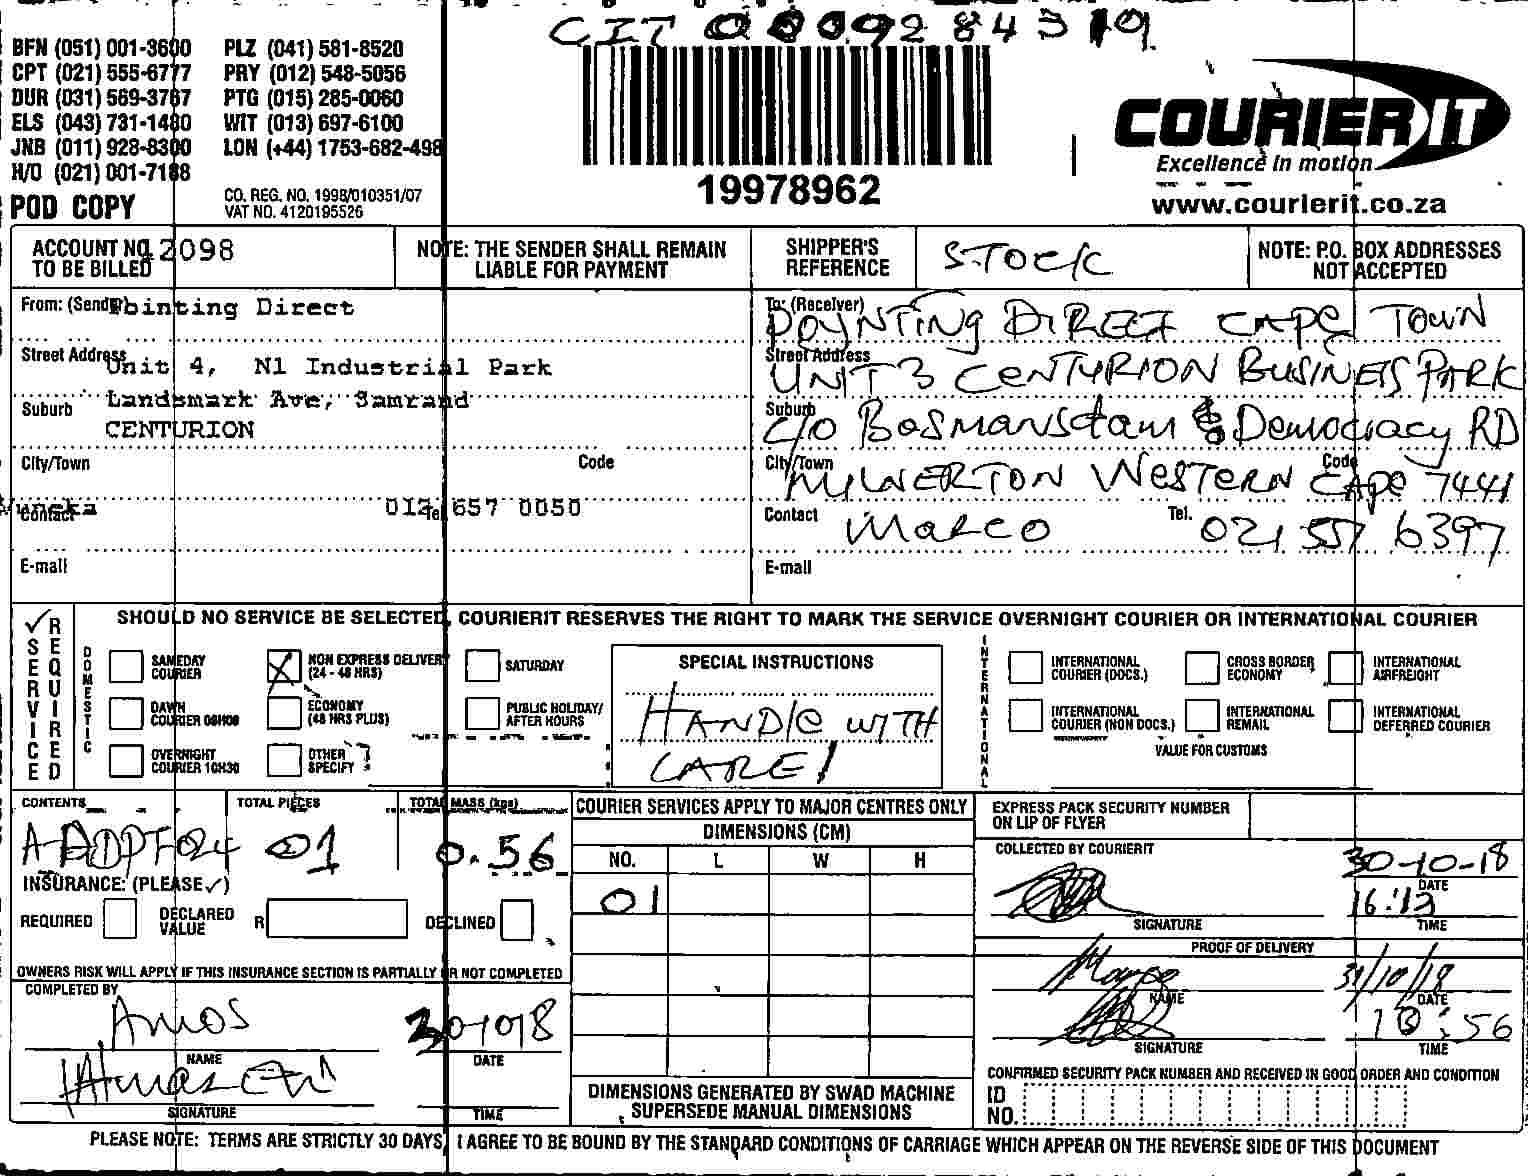 CIT 0009284319
BFN (051) 001-3600 PLZ (041) 581-8520
CPT (021) 555-6777 PRY (012) 548-5056
DUR (031) 569-3767 PTG (015) 285-0060
ELS (043) 731-1480 WIT (013) 697-6100
JNB (011) 928-8300 LON (+44) 1753-682-498
H/O (021) 001-7188
POD COPY
CO. REG. NO. 1998/010351/07
VAT NO. 4120195526
19978962
COURIER IT
Excellence in motion
www.courierit.co.za
ACCOUNT NO. 12098
TO BE BILLED
NOTE: THE SENDER SHALL REMAIN
LIABLE FOR PAYMENT
SHIPPER'S
REFERENCE
STOCK
NOTE: P.O. BOX ADDRESSES
NOT ACCEPTED
From: (Sender) Pointing Direct
Street Address Unit 4, N1 Industrial Park
Suburb Landsmark Ave, Samrand
CENTURION
City/Town Code
Contact Tel. 012 657 0050
E-mail
To: (Receiver)
POYNTING DIRECT CAPE TOWN
Street Address
UNIT 3 CENTURION BUSINESS PARK
Suburb
c/o Bosmansdam & Democracy RD
City/Town Code
MILNERTON WESTERN CAPE 7441
Contact Marco Tel. 021 557 6397
E-mail
SERVICE REQUIRED
SHOULD NO SERVICE BE SELECTED, COURIERIT RESERVES THE RIGHT TO MARK THE SERVICE OVERNIGHT COURIER OR INTERNATIONAL COURIER
DOMESTIC
SAMEDAY
COURIER
NON EXPRESS DELIVERY
(24 - 48 HRS)
SATURDAY
DAWN
COURIER 08H00
ECONOMY
(48 HRS PLUS)
PUBLIC HOLIDAY/
AFTER HOURS
OVERNIGHT
COURIER 10H30
OTHER
SPECIFY
SPECIAL INSTRUCTIONS
HANDLE WITH
CARE!
INTERNATIONAL
INTERNATIONAL
COURIER (DOCS.)
CROSS BORDER
ECONOMY
INTERNATIONAL
AIRFREIGHT
INTERNATIONAL
COURIER (NON DOCS.)
INTERNATIONAL
REMAIL
INTERNATIONAL
DEFERRED COURIER
VALUE FOR CUSTOMS
CONTENTS TOTAL PIECES TOTAL MASS (kgs)
01 0.56
INSURANCE: (PLEASE ✓)
REQUIRED DECLARED
VALUE R DECLINED
OWNERS RISK WILL APPLY IF THIS INSURANCE SECTION IS PARTIALLY OR NOT COMPLETED
COMPLETED BY
AMOS
NAME DATE
SIGNATURE TIME
COURIER SERVICES APPLY TO MAJOR CENTRES ONLY
DIMENSIONS (CM)
NO. L W H
01
DIMENSIONS GENERATED BY SWAD MACHINE
SUPERSEDE MANUAL DIMENSIONS
EXPRESS PACK SECURITY NUMBER
ON LIP OF FLYER
COLLECTED BY COURIERIT
30-10-18
DATE
16:13
SIGNATURE TIME
PROOF OF DELIVERY
31/10/18
NAME DATE
SIGNATURE TIME
CONFIRMED SECURITY PACK NUMBER AND RECEIVED IN GOOD ORDER AND CONDITION
ID
NO.
PLEASE NOTE: TERMS ARE STRICTLY 30 DAYS, I AGREE TO BE BOUND BY THE STANDARD CONDITIONS OF CARRIAGE WHICH APPEAR ON THE REVERSE SIDE OF THIS DOCUMENT